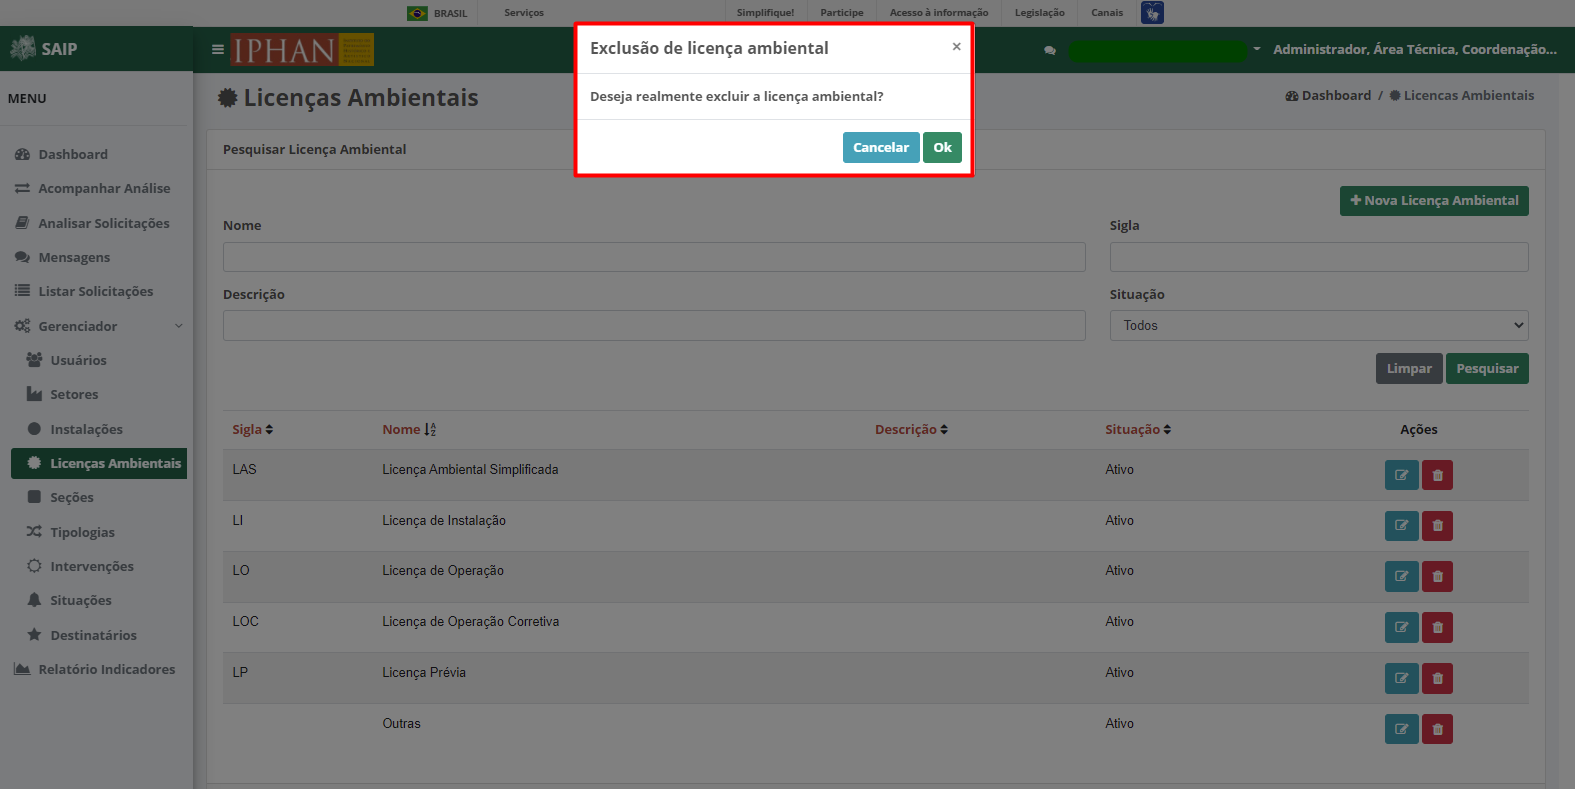 BRASIL Serviços Simplifique! Participe Acesso à informação Legislação Canais
SAIP
IPHAN
Administrador, Área Técnica, Coordenação...
Exclusão de licença ambiental ×
Deseja realmente excluir a licença ambiental?
Cancelar Ok
MENU
Dashboard
Acompanhar Análise
Analisar Solicitações
Mensagens
Listar Solicitações
Gerenciador
Usuários
Setores
Instalações
Licenças Ambientais
Seções
Tipologias
Intervenções
Situações
Destinatários
Relatório Indicadores
Licenças Ambientais
Dashboard / Licencas Ambientais
Pesquisar Licença Ambiental
Nova Licença Ambiental
Nome Sigla
Descrição Situação
Todos
Limpar Pesquisar
Sigla Nome Descrição Situação Ações
LAS Licença Ambiental Simplificada Ativo
LI Licença de Instalação Ativo
LO Licença de Operação Ativo
LOC Licença de Operação Corretiva Ativo
LP Licença Prévia Ativo
Outras Ativo